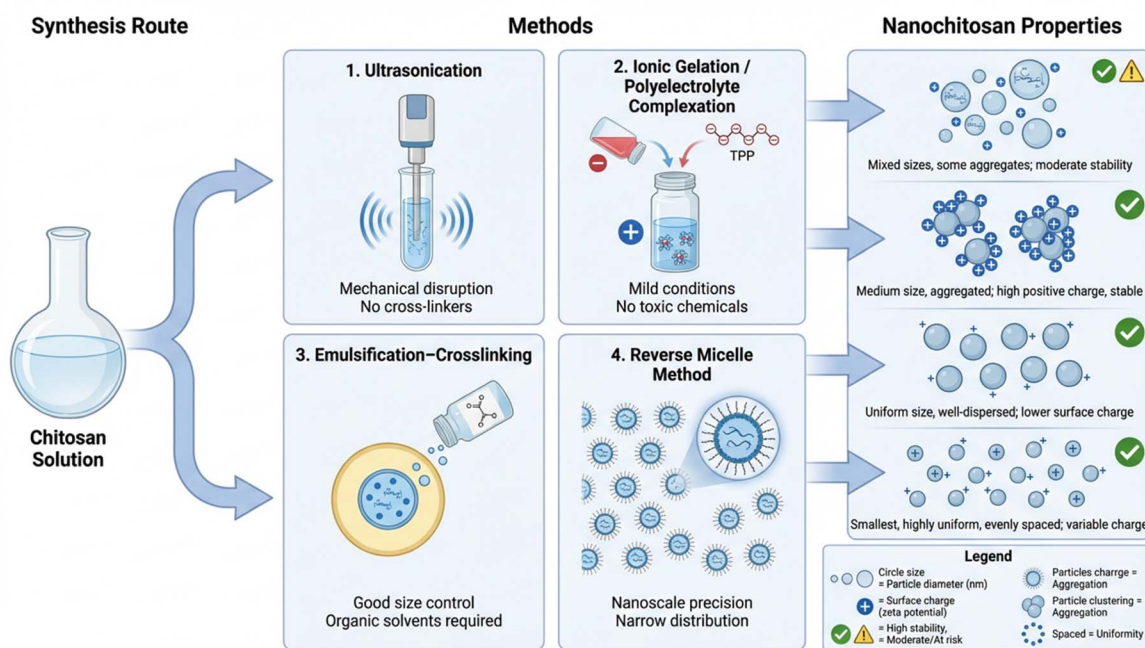 Synthesis Route
Methods
Nanochitosan Properties
1. Ultrasonication
Mechanical disruption
No cross-linkers
2. Ionic Gelation /
Polyelectrolyte
Complexation
TPP
Mild conditions
No toxic chemicals
3. Emulsification–Crosslinking
Good size control
Organic solvents required
4. Reverse Micelle
Method
Nanoscale precision
Narrow distribution
Chitosan
Solution
Mixed sizes, some aggregates; moderate stability
Medium size, aggregated; high positive charge, stable
Uniform size, well-dispersed; lower surface charge
Smallest, highly uniform, evenly spaced; variable charge
Legend
Circle size
= Particle diameter (nm)
= Surface charge
(zeta potential)
= High stability,
= Moderate/At risk
Particles charrge =
Aggregation
Particle clustering =
Aggregation
Spaced = Uniformity